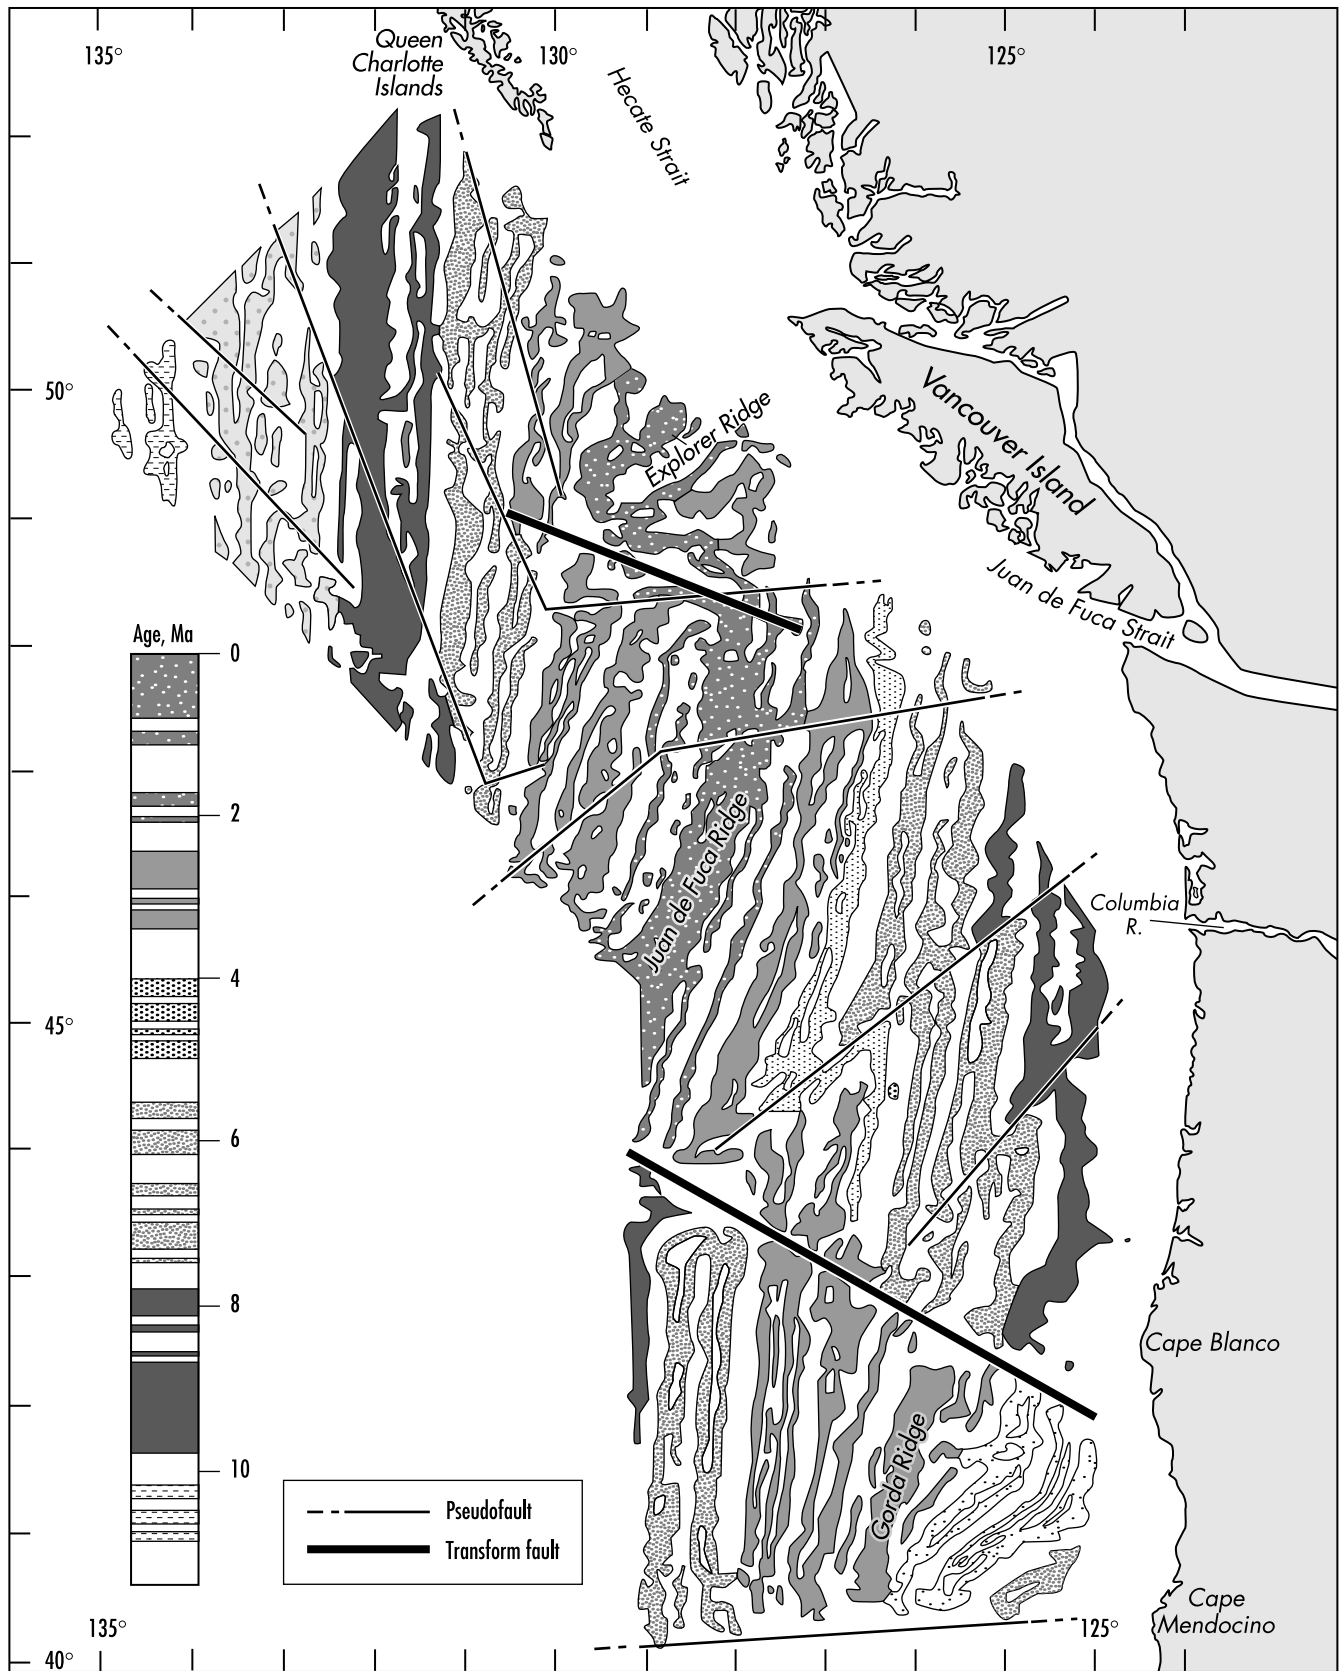 135°
Queen
Charlotte
Islands
130°
125°
Hecate Strait
50°
Explorer Ridge
Vancouver Island
Juan de Fuca Strait
Age, Ma
0
2
4
6
8
10
Juan de Fuca Ridge
Columbia
R.
45°
Cape Blanco
Gorda Ridge
Pseudofault
Transform fault
Cape
Mendocino
135°
125°
40°